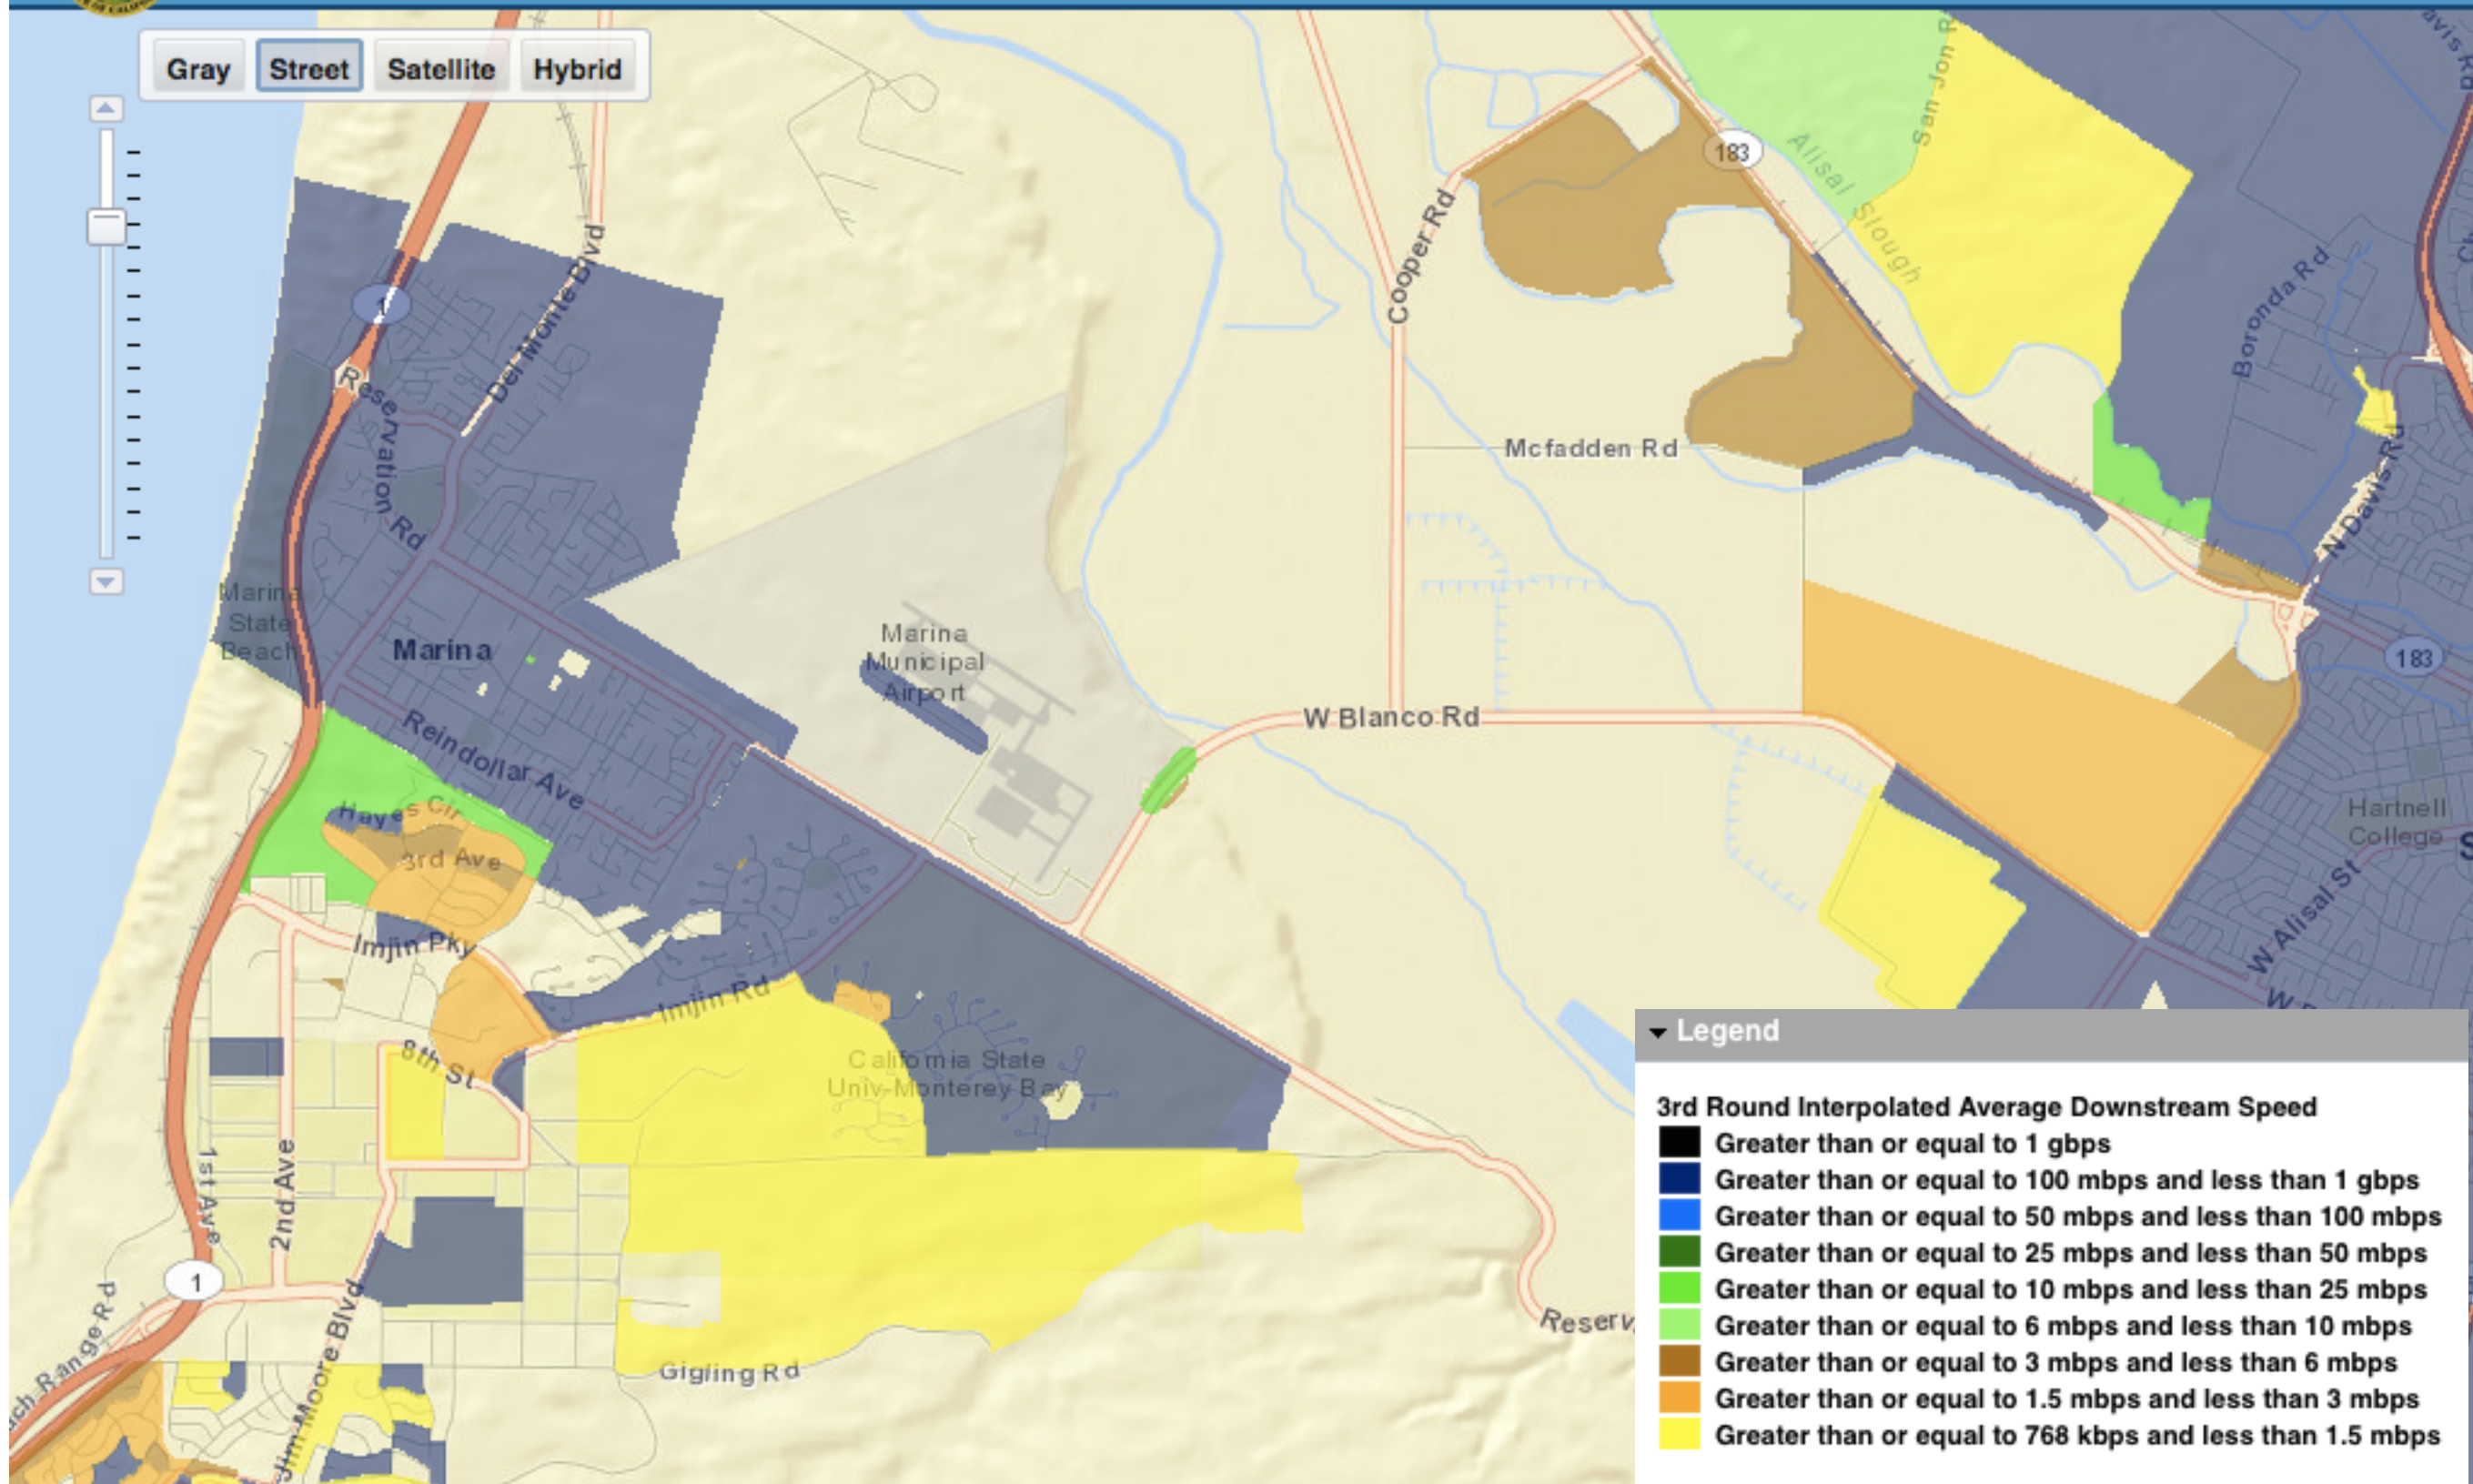 Gray Street Satellite Hybrid
San Jon R
183
Alisal Slough
Cooper Rd
Boronda Rd
1
Del Monte Blvd
Reservation Rd
Mcfadden Rd
N Davis Rd
Marina
State
Beach
Marina
Marina
Municipal
Airport
183
W Blanco Rd
Reindollar Ave
Hayes Cir
3rd Ave
Hartnell
College
S
W Alisal St
Imjin Pky
Imjin Rd
8th St
California State
Univ-Monterey Bay
1st Ave
2nd Ave
1
Jim Moore Blvd
Gigling Rd
Reserv
Legend
3rd Round Interpolated Average Downstream Speed
Greater than or equal to 1 gbps
Greater than or equal to 100 mbps and less than 1 gbps
Greater than or equal to 50 mbps and less than 100 mbps
Greater than or equal to 25 mbps and less than 50 mbps
Greater than or equal to 10 mbps and less than 25 mbps
Greater than or equal to 6 mbps and less than 10 mbps
Greater than or equal to 3 mbps and less than 6 mbps
Greater than or equal to 1.5 mbps and less than 3 mbps
Greater than or equal to 768 kbps and less than 1.5 mbps